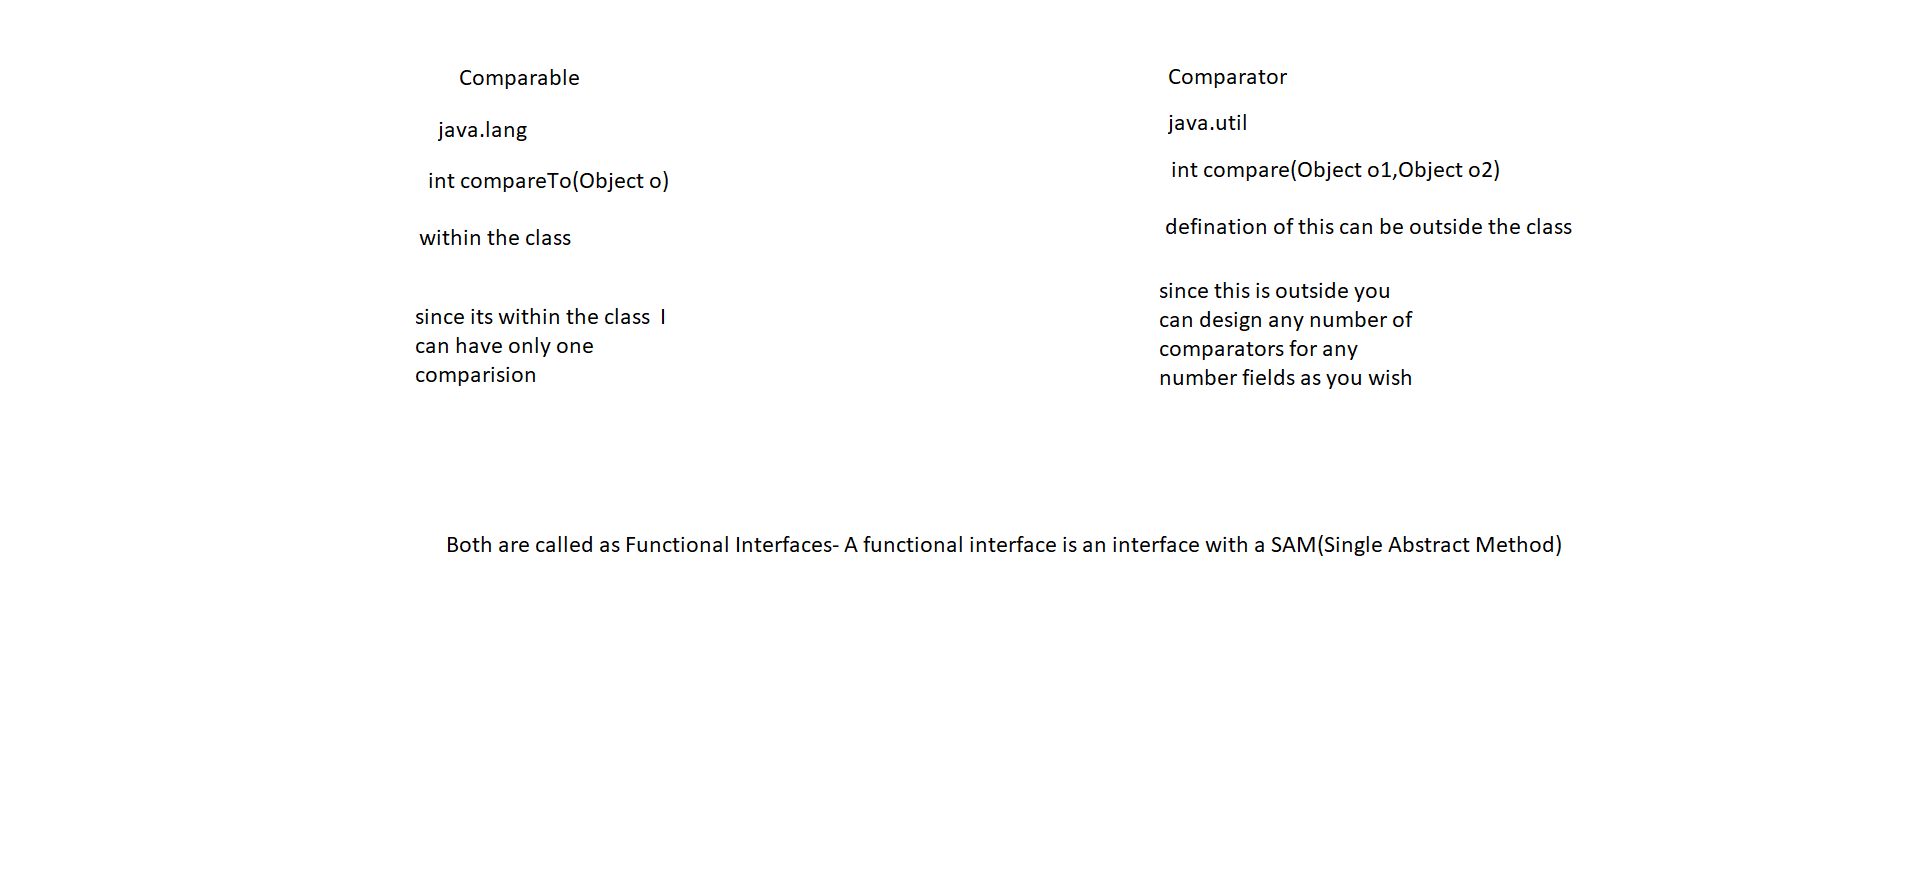 Comparable
java.lang
int compareTo(Object o)
within the class
since its within the class  I
can have only one
comparision
Comparator
java.util
int compare(Object o1,Object o2)
defination of this can be outside the class
since this is outside you
can design any number of
comparators for any
number fields as you wish
Both are called as Functional Interfaces- A functional interface is an interface with a SAM(Single Abstract Method)